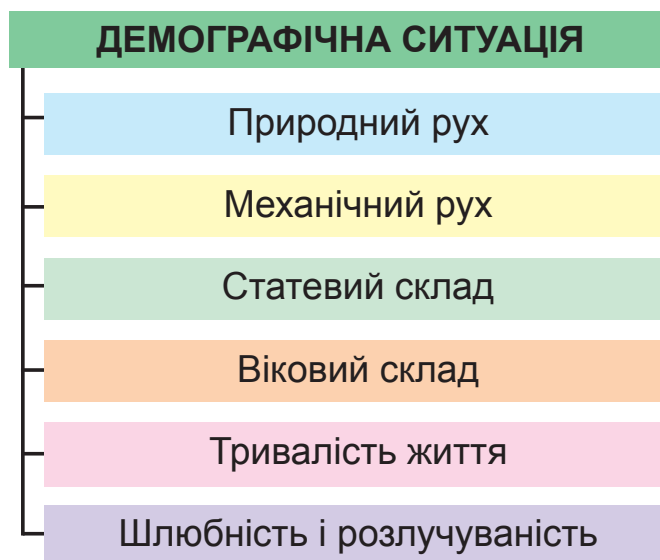 ДЕМОГРАФІЧНА СИТУАЦІЯ
Природний рух
Механічний рух
Статевий склад
Віковий склад
Тривалість життя
Шлюбність і розлучуваність